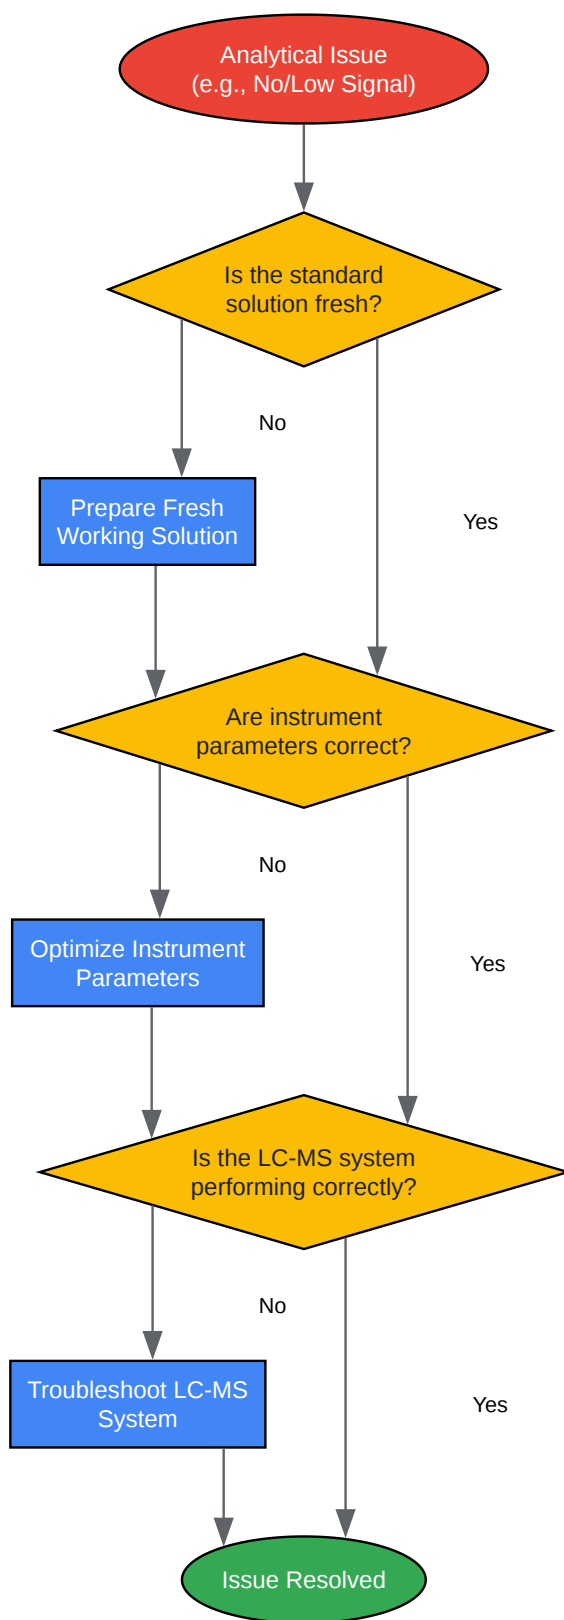 Analytical Issue
(e.g., No/Low Signal)
Is the standard
solution fresh?
No
Prepare Fresh
Working Solution
Yes
Are instrument
parameters correct?
No
Optimize Instrument
Parameters
Yes
Is the LC-MS system
performing correctly?
No
Troubleshoot LC-MS
System
Yes
Issue Resolved